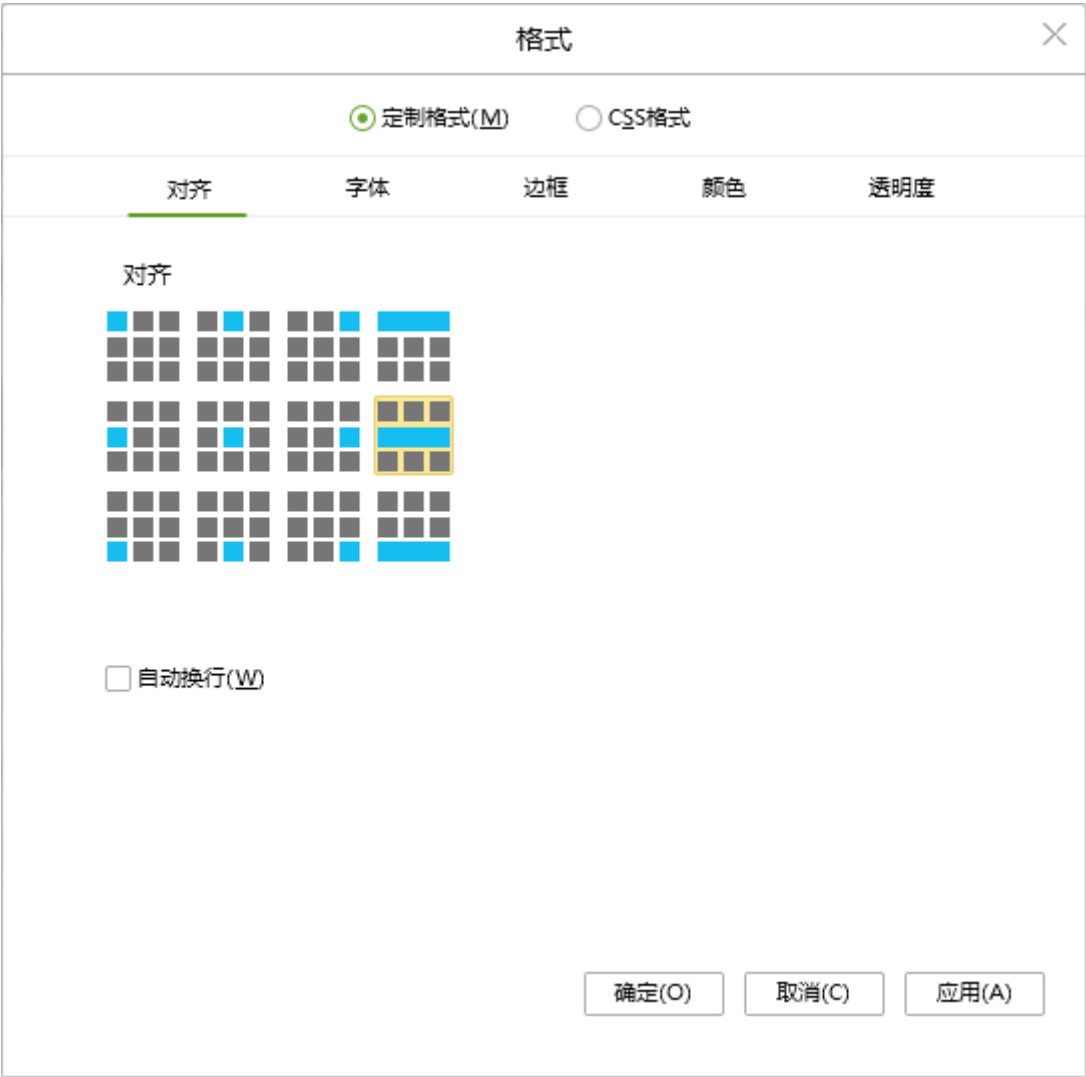 格式
定制格式(M) CSS格式
对齐 字体 边框 颜色 透明度
对齐
自动换行(W)
确定(O) 取消(C) 应用(A)